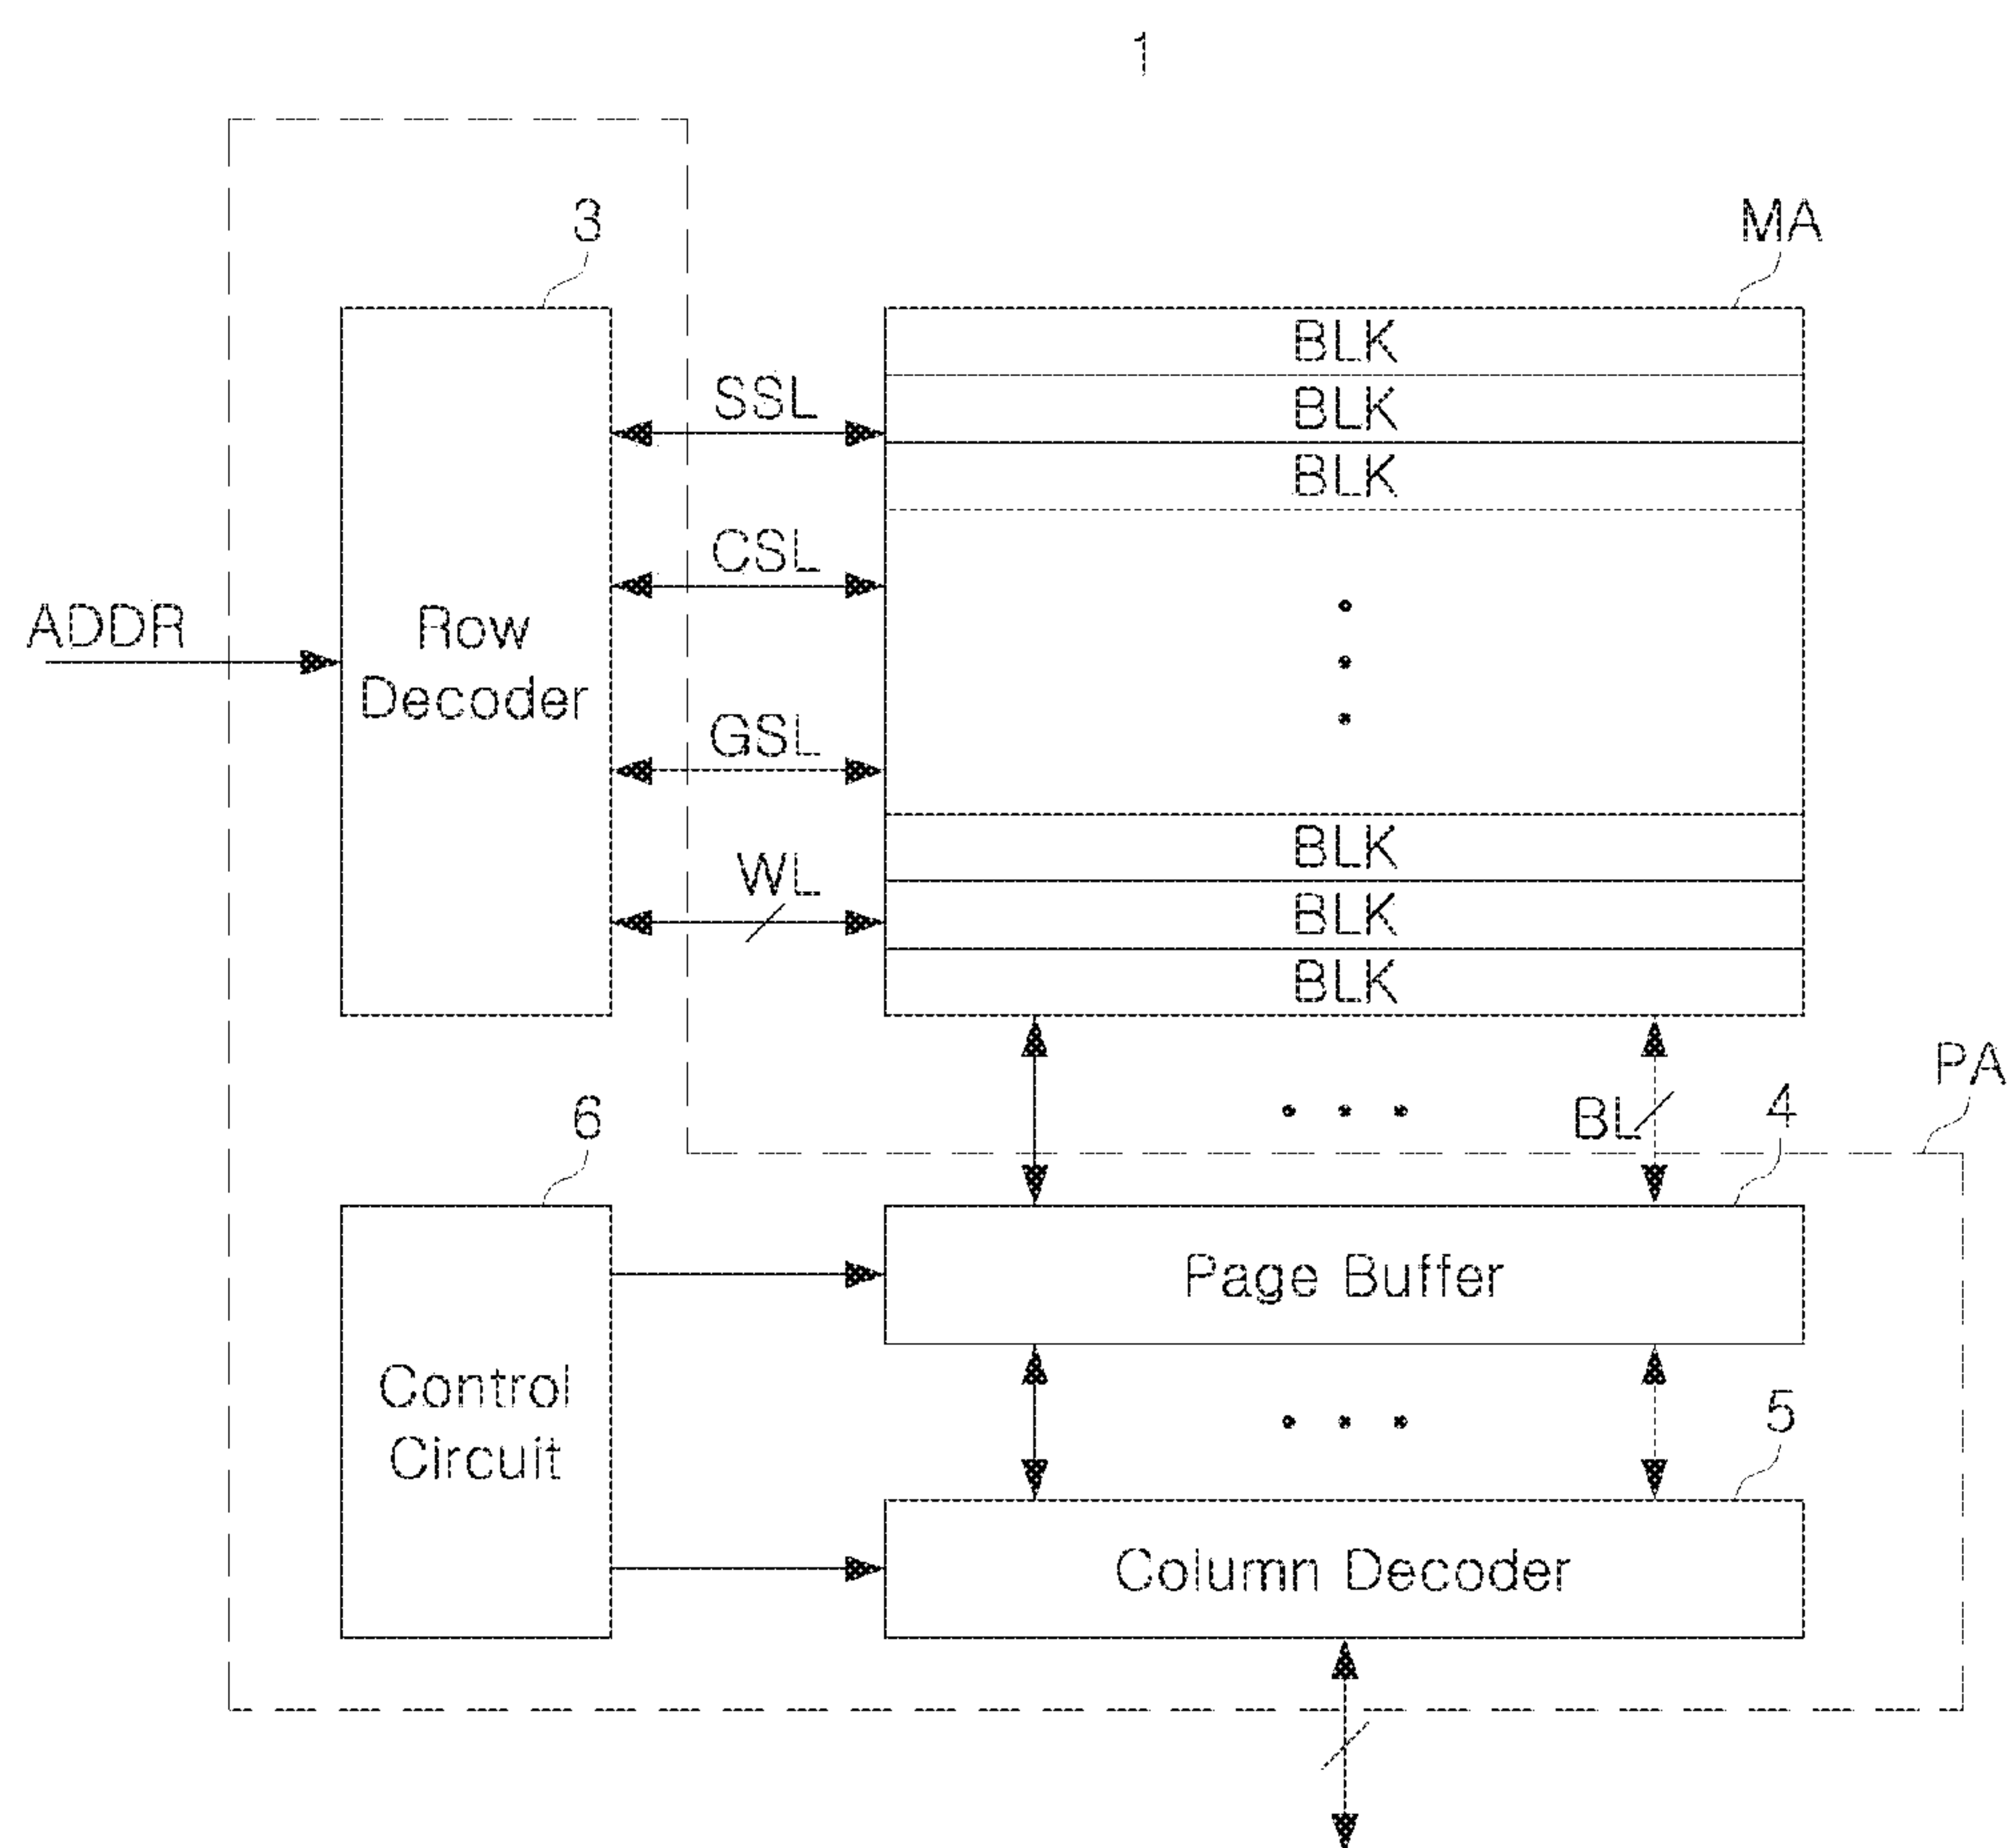 1
3
MA
BLK
SSL
BLK
BLK
CSL
ADDR
Row
Decoder
GSL
BLK
WL
BLK
BLK
PA
6
BL
4
Page Buffer
Control
Circuit
5
Column Decoder